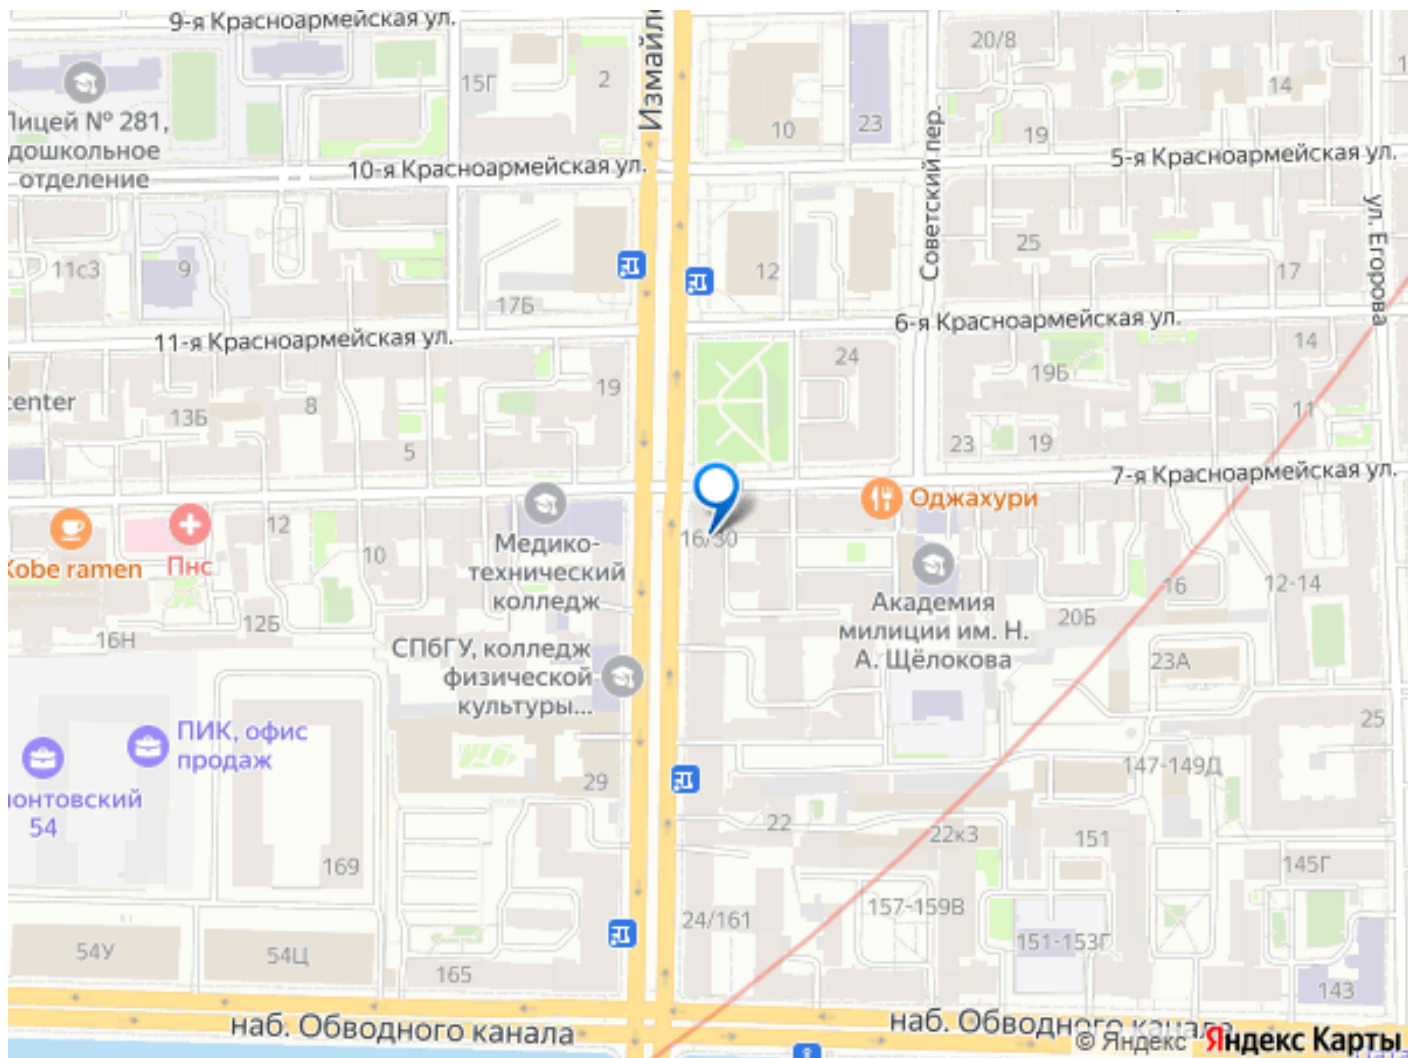 9-я Красноармейская ул.
Измайло
20/8
15Г
2
14
10
23
19
Лицей № 281,
дошкольное
отделение
10-я Красноармейская ул.
5-я Красноармейская ул.
Советский пер.
ул. Егорова
11с3
9
12
25
17
17Б
11-я Красноармейская ул.
6-я Красноармейская ул.
24
14
19
19Б
center
13Б
8
11
5
23
19
7-я Красноармейская ул.
Оджахури
12
16/30
Медико-
технический
колледж
Kobe ramen
Пнс
10
12-14
16
Академия
милиции им. Н.
А. Щёлокова
20Б
12Б
16Н
СПбГУ, колледж
физической
культуры...
23А
25
ПИК, офис
продаж
147-149Д
29
монтовский
54
22
22к3
151
169
145Г
157-159В
24/161
151-153Г
54У
54Ц
165
143
наб. Обводного канала
наб. Обводного канала
© Яндекс Яндекс Карты